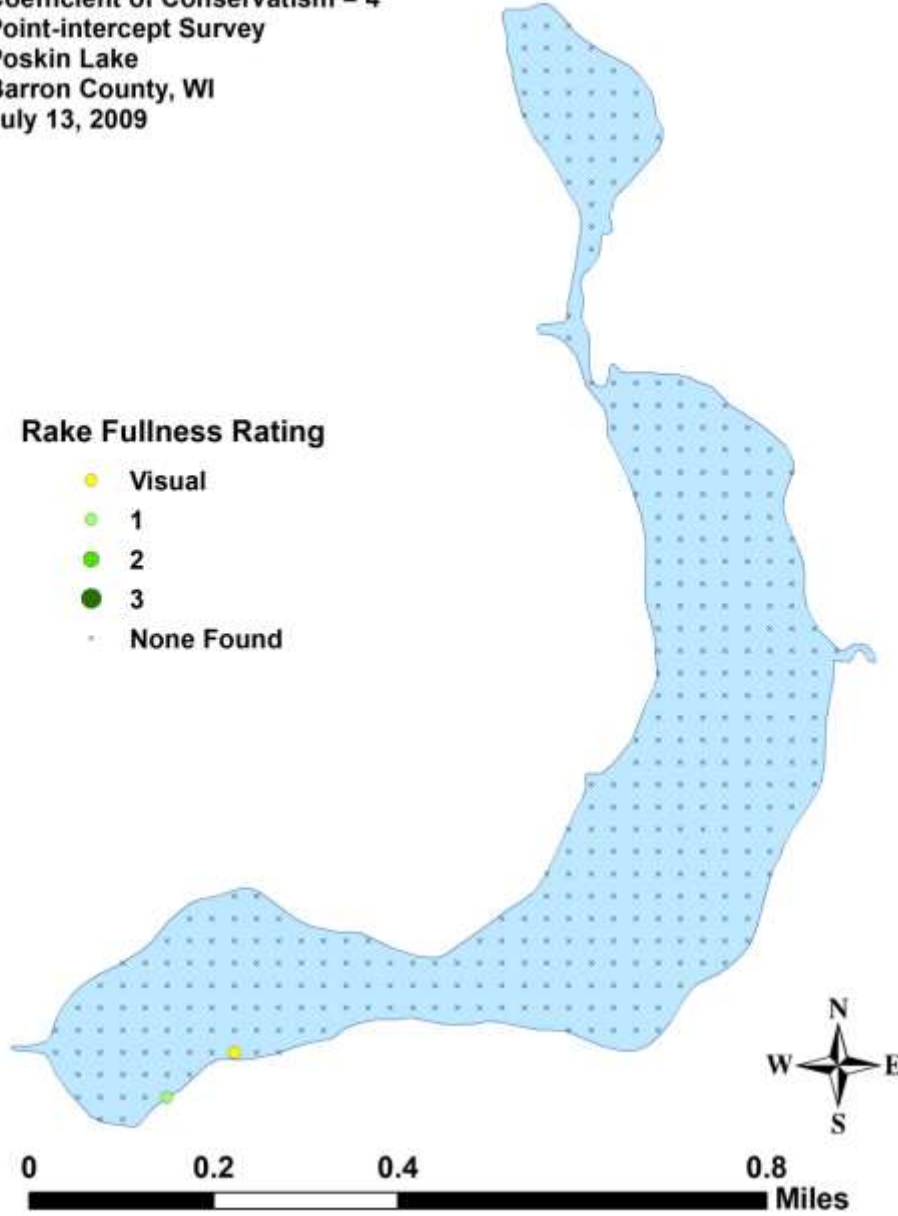 Coefficient of Conservatism – 4
Point-intercept Survey
Poskin Lake
Barron County, WI
uly 13, 2009
Rake Fullness Rating
Visual
1
2
3
None Found
N
W E
S
0 0.2 0.4 0.8
Miles